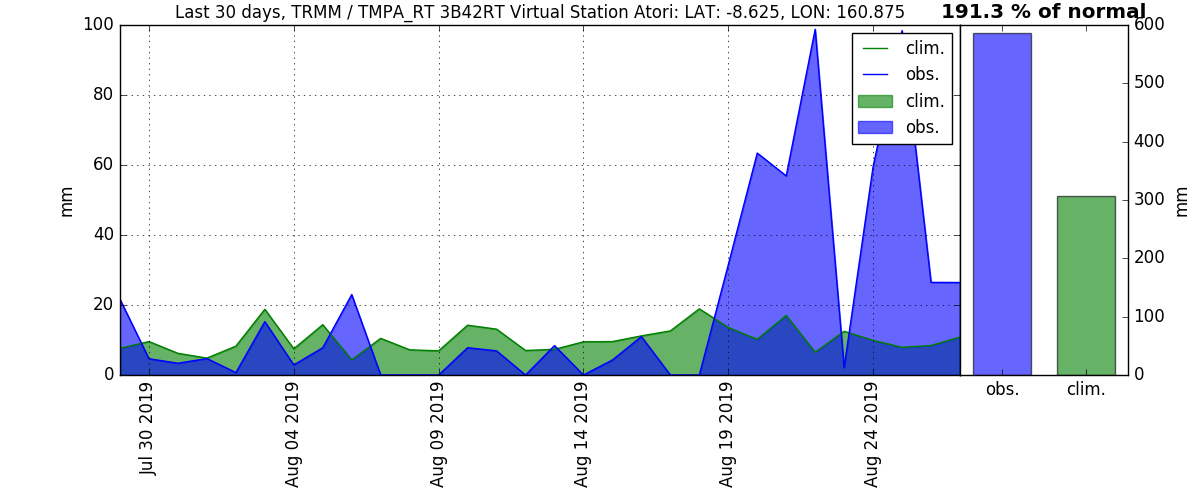 Last 30 days, TRMM / TMPA_RT 3B42RT Virtual Station Atori: LAT: -8.625, LON: 160.875
191.3 % of normal
100
80
60
40
20
0
mm
clim.
obs.
clim.
obs.
Jul 30 2019
Aug 04 2019
Aug 09 2019
Aug 14 2019
Aug 19 2019
Aug 24 2019
600
500
400
300
200
100
0
mm
obs.
clim.